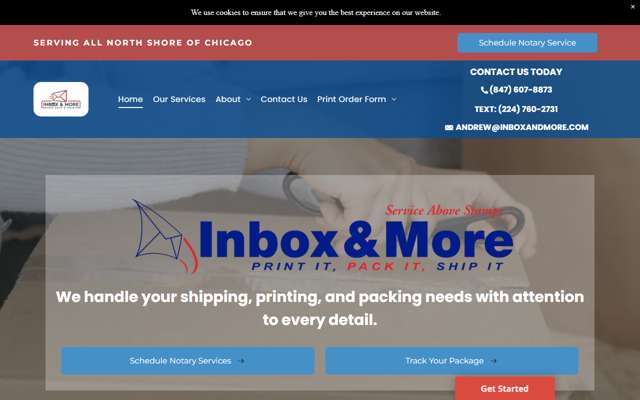 We use cookies to ensure that we give you the best experience on our website.
×
SERVING ALL NORTH SHORE OF CHICAGO
Schedule Notary Service
CONTACT US TODAY
(847) 607-8873
TEXT: (224) 760-2731
ANDREW@INBOXANDMORE.COM
INBOX & MORE
Home
Our Services
About
Contact Us
Print Order Form
Service Above Stamps
Inbox & More
PRINT IT, PACK IT, SHIP IT
We handle your shipping, printing, and packing needs with attention
to every detail.
Schedule Notary Services →
Track Your Package →
Get Started